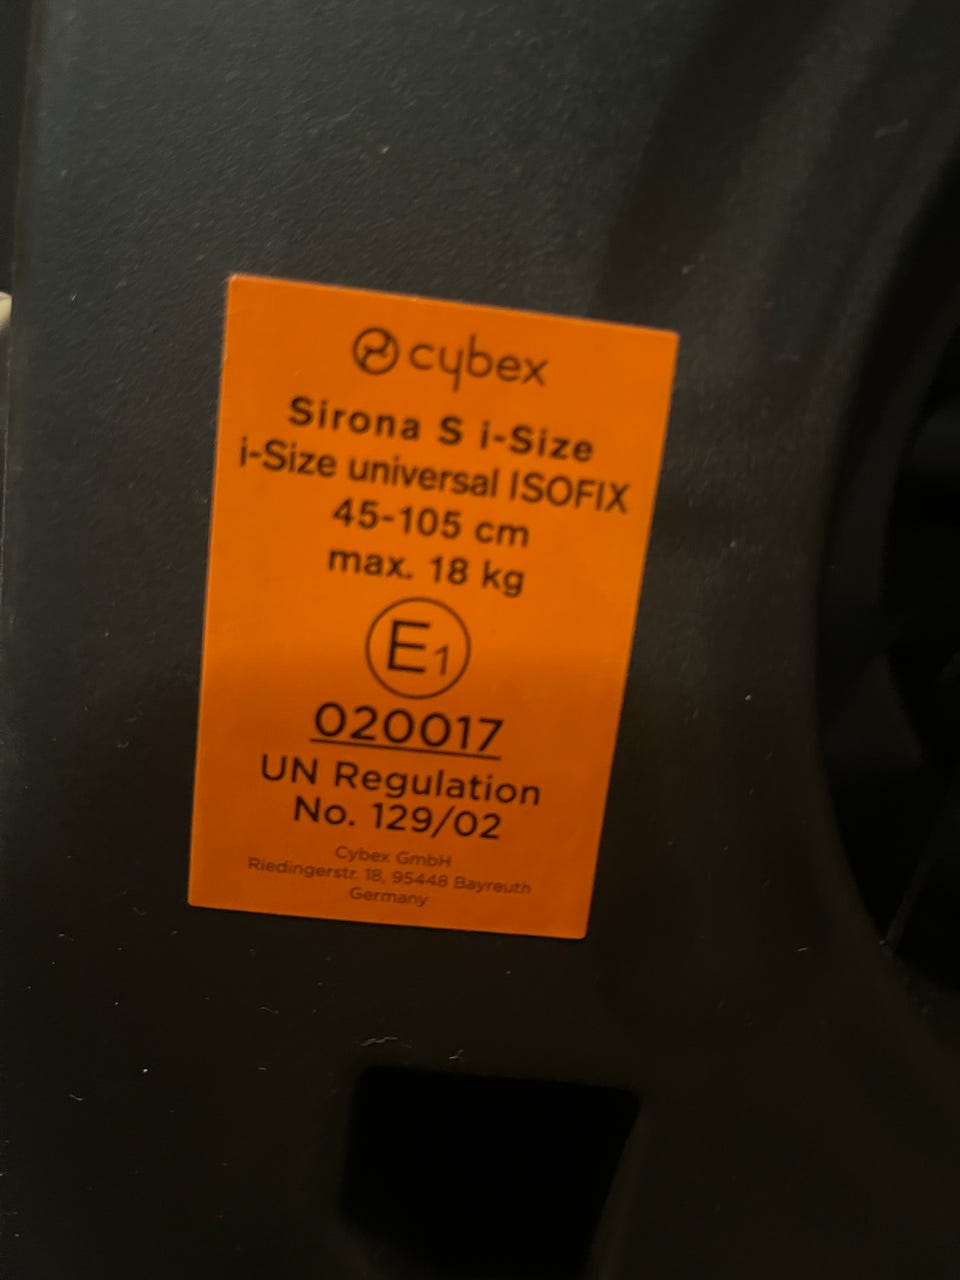 cybex
Sirona S i-Size
i-Size universal ISOFIX
45-105 cm
max. 18 kg
E1
020017
UN Regulation
No. 129/02
Cybex GmbH
Riedingerstr. 18, 95448 Bayreuth
Germany